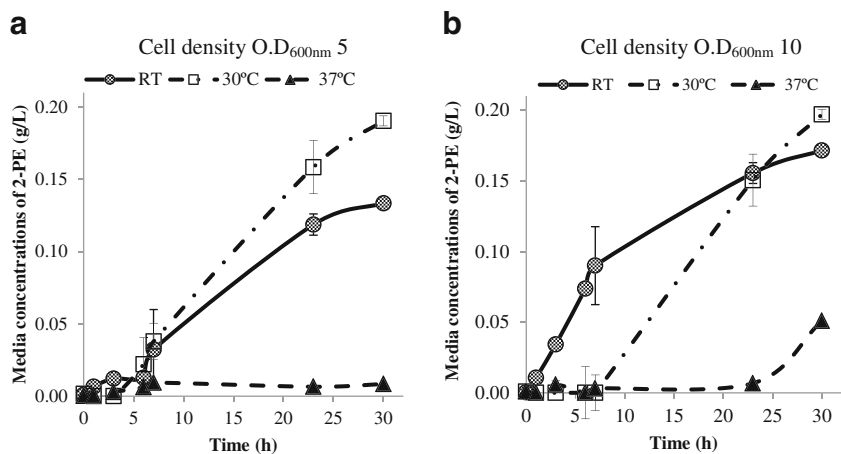 a
Cell density O.D600nm 5
RT 30ºC 37ºC
Media concentrations of 2-PE (g/L)
0.20
0.15
0.10
0.05
0.00
0 5 10 15 20 25 30
Time (h)
b
Cell density O.D600nm 10
RT 30ºC 37ºC
Media concentrations of 2-PE (g/L)
0.20
0.15
0.10
0.05
0.00
0 5 10 15 20 25 30
Time (h)